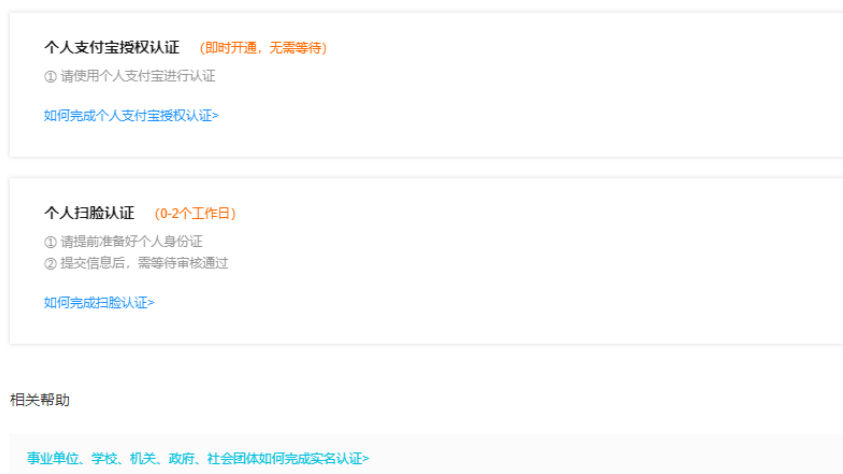 个人支付宝授权认证 （即时开通，无需等待）
① 请使用个人支付宝进行认证
如何完成个人支付宝授权认证>
个人扫脸认证 （0-2个工作日）
① 请提前准备好个人身份证
② 提交信息后，需等待审核通过
如何完成扫脸认证>
相关帮助
事业单位、学校、机关、政府、社会团体如何完成实名认证>